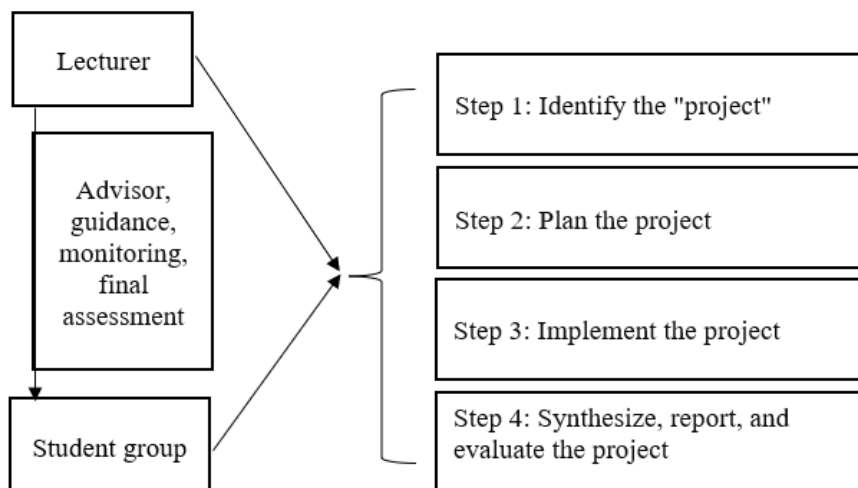 Lecturer
Advisor,
guidance,
monitoring,
final
assessment
Student group
Step 1: Identify the "project"
Step 2: Plan the project
Step 3: Implement the project
Step 4: Synthesize, report, and
evaluate the project